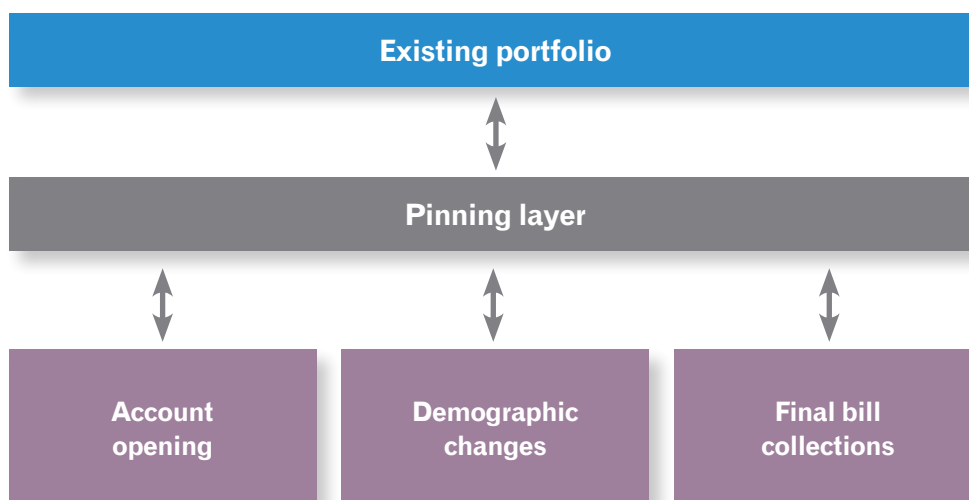 Existing portfolio
Pinning layer
Account
opening
Demographic
changes
Final bill
collections